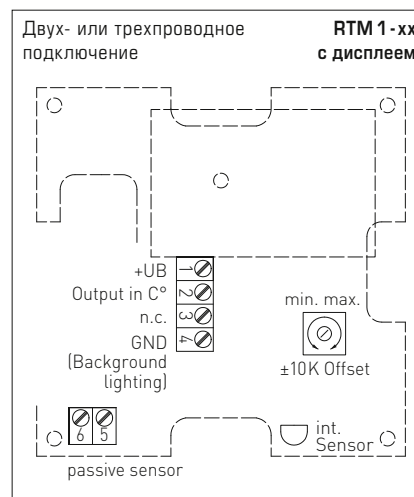 Двух- или трехпроводное
подключение
RTM 1 - xx
с дисплеем
+UB 1
Output in C° 2
n.c. 3
GND 4
(Background
lighting)
min. max.
±10K Offset
6 5
passive sensor
int.
Sensor